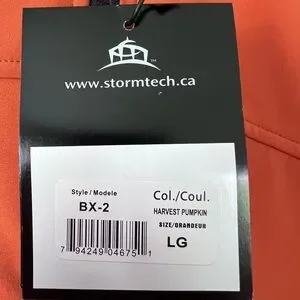 www.stormtech.ca
Style / Modele
BX-2
Col./Coul.
HARVEST PUMPKIN
SIZE/GRANDEUR
LG
7 94249 04675 1